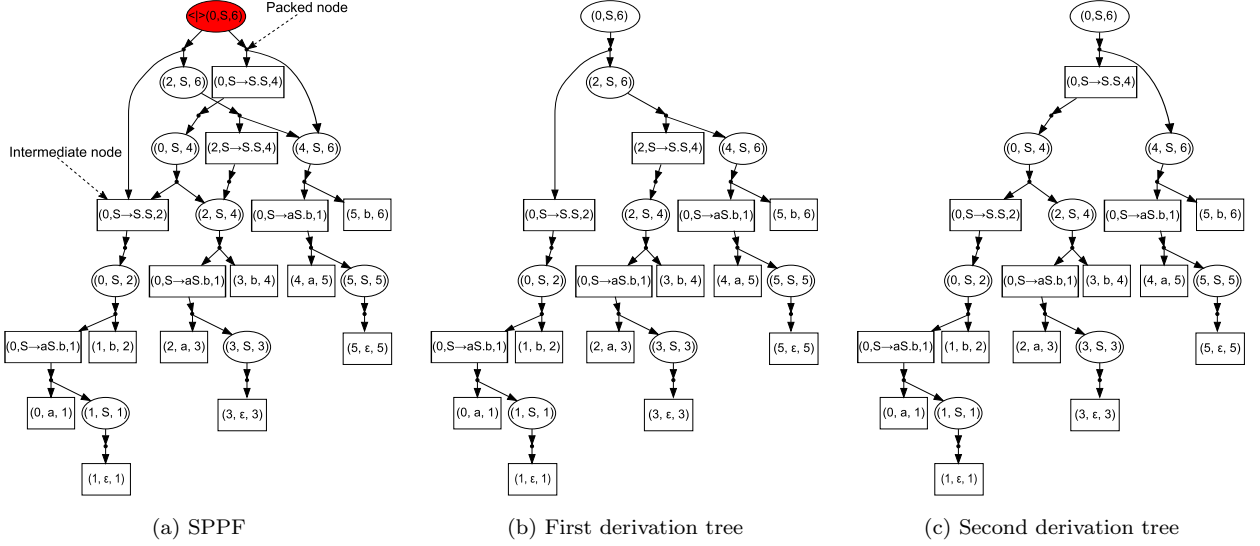 <|>(0,S,6)
Packed node
(2, S, 6)
(0,S→S.S,4)
(0, S, 4)
(2,S→S.S,4)
(4, S, 6)
Intermediate node
(0,S→S.S,2)
(2, S, 4)
(0,S→aS.b,1)
(5, b, 6)
(0, S, 2)
(0,S→aS.b,1)
(3, b, 4)
(4, a, 5)
(5, S, 5)
(0,S→aS.b,1)
(1, b, 2)
(2, a, 3)
(3, S, 3)
(5, ε, 5)
(0, a, 1)
(1, S, 1)
(3, ε, 3)
(1, ε, 1)
(a) SPPF
(0,S,6)
(2, S, 6)
(2,S→S.S,4)
(4, S, 6)
(0,S→S.S,2)
(2, S, 4)
(0,S→aS.b,1)
(5, b, 6)
(0, S, 2)
(0,S→aS.b,1)
(3, b, 4)
(4, a, 5)
(5, S, 5)
(0,S→aS.b,1)
(1, b, 2)
(2, a, 3)
(3, S, 3)
(5, ε, 5)
(0, a, 1)
(1, S, 1)
(3, ε, 3)
(1, ε, 1)
(b) First derivation tree
(0,S,6)
(0,S→S.S,4)
(0, S, 4)
(4, S, 6)
(0,S→S.S,2)
(2, S, 4)
(0,S→aS.b,1)
(5, b, 6)
(0, S, 2)
(0,S→aS.b,1)
(3, b, 4)
(4, a, 5)
(5, S, 5)
(0,S→aS.b,1)
(1, b, 2)
(2, a, 3)
(3, S, 3)
(5, ε, 5)
(0, a, 1)
(1, S, 1)
(3, ε, 3)
(1, ε, 1)
(c) Second derivation tree